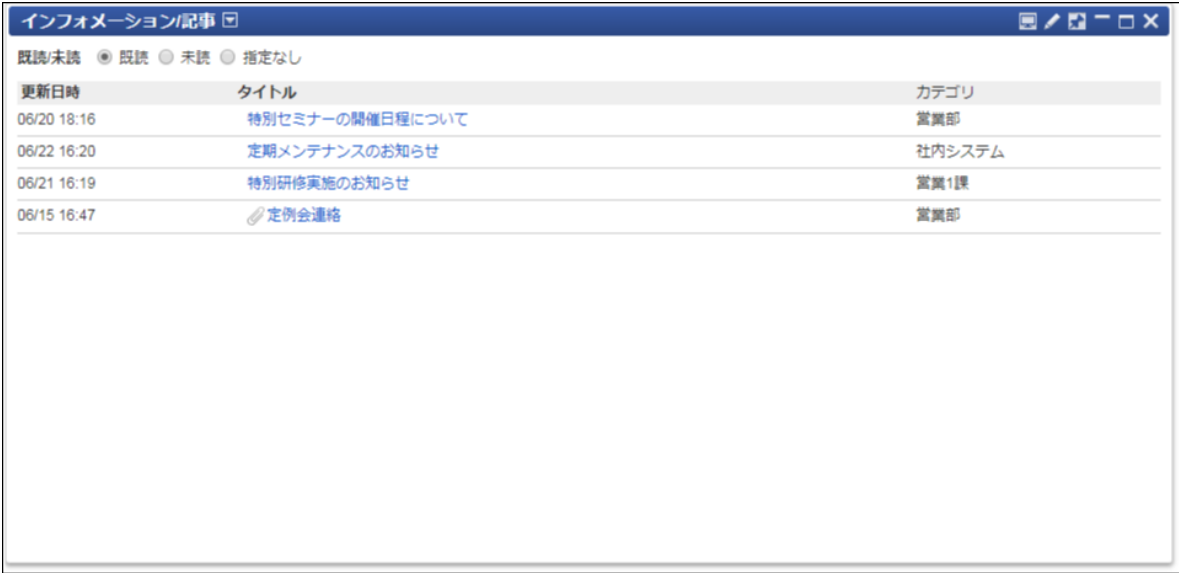 インフォメーション/記事
既読/未読 既読 未読 指定なし
更新日時 タイトル カテゴリ
06/20 18:16 特別セミナーの開催日程について 営業部
06/22 16:20 定期メンテナンスのお知らせ 社内システム
06/21 16:19 特別研修実施のお知らせ 営業1課
06/15 16:47 定例会連絡 営業部